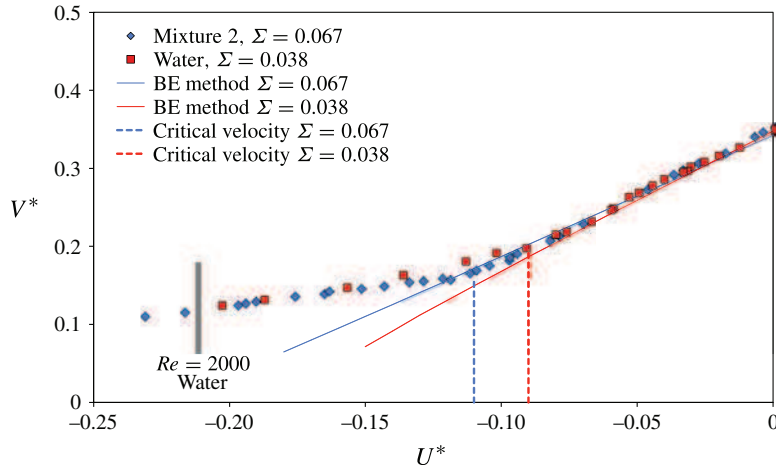 0.5
Mixture 2, Σ = 0.067
Water, Σ = 0.038
BE method Σ = 0.067
BE method Σ = 0.038
Critical velocity Σ = 0.067
Critical velocity Σ = 0.038
0.4
0.3
V*
0.2
0.1
Re = 2000
Water
0
–0.25 –0.20 –0.15 –0.10 –0.05 0
U*